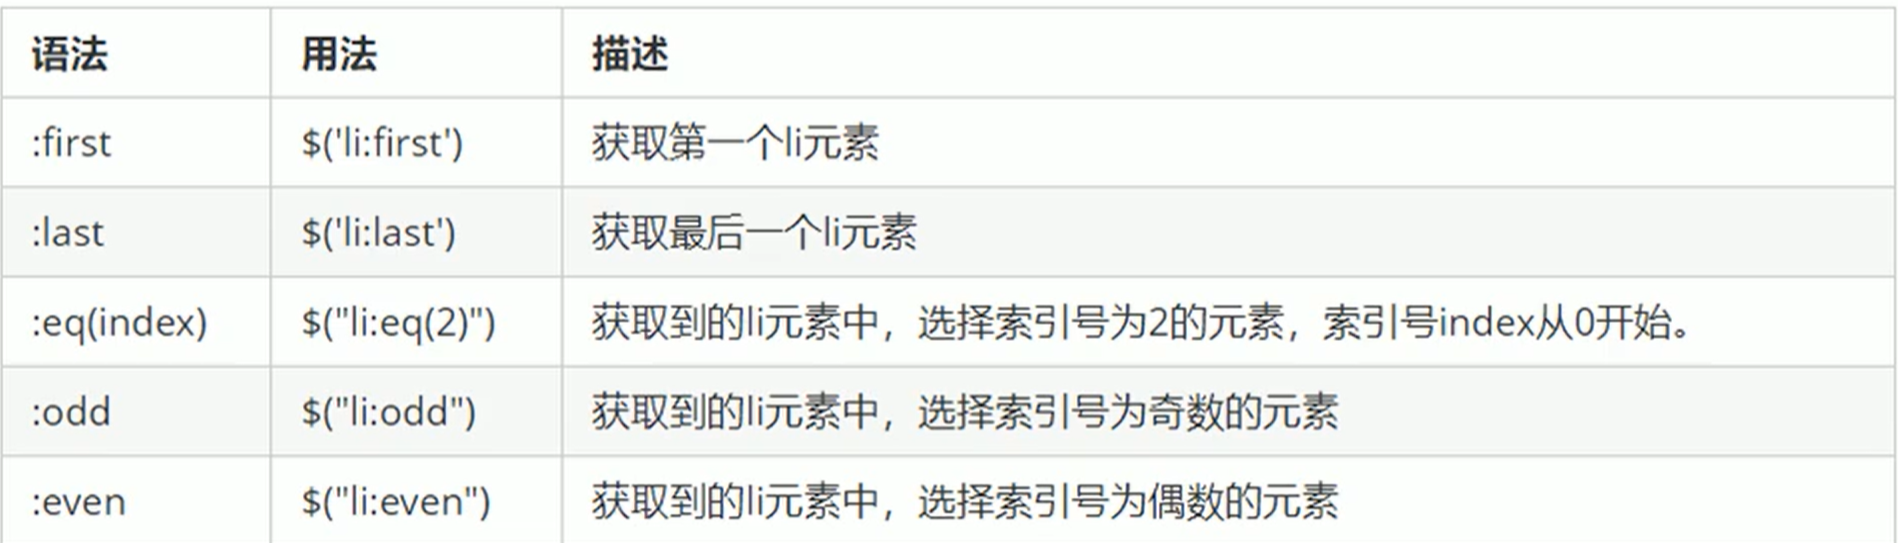 语法 用法 描述
:first $('li:first') 获取第一个li元素
:last $('li:last') 获取最后一个li元素
:eq(index) $("li:eq(2)") 获取到的li元素中，选择索引号为2的元素，索引号index从0开始。
:odd $("li:odd") 获取到的li元素中，选择索引号为奇数的元素
:even $("li:even") 获取到的li元素中，选择索引号为偶数的元素